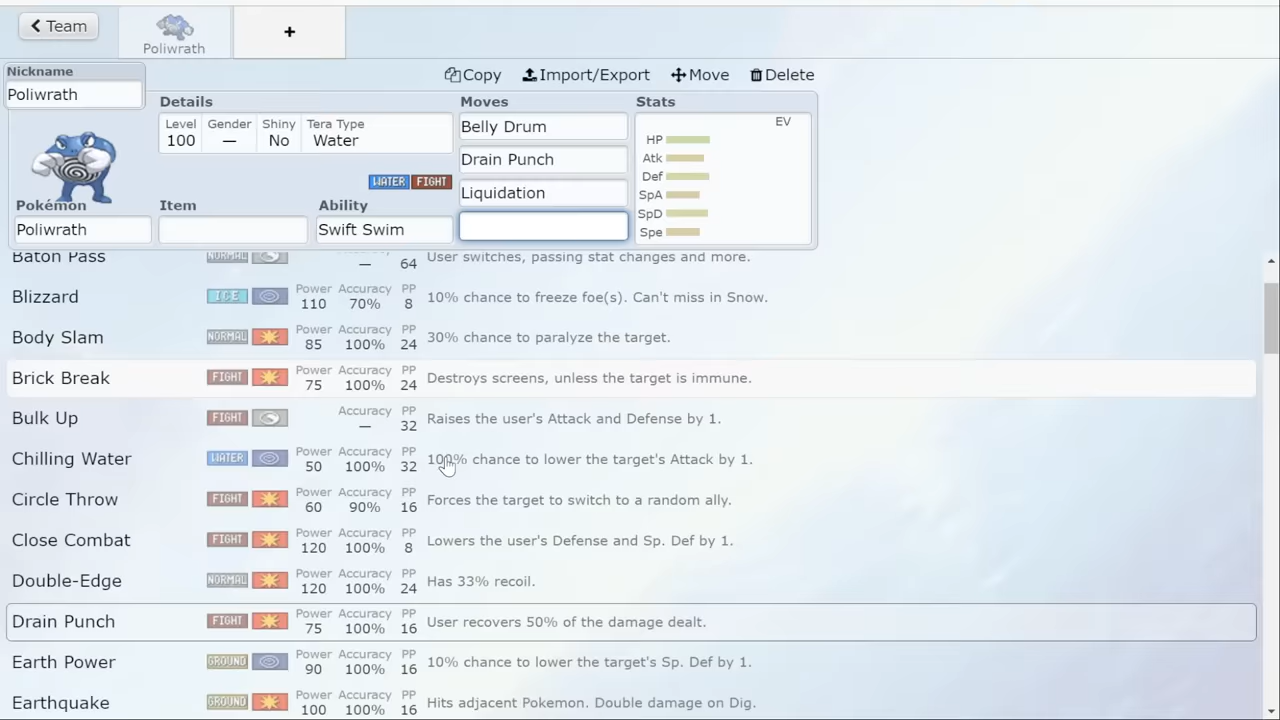 Team
Poliwrath
+
Nickname
Poliwrath
Copy Import/Export Move Delete
Details
Level Gender Shiny Tera Type
100 — No Water
WATER FIGHT
Pokémon
Poliwrath
Item
Ability
Swift Swim
Moves
Belly Drum
Drain Punch
Liquidation
Stats
EV
HP
Atk
Def
SpA
SpD
Spe
Baton Pass NORMAL — 64 User switches, passing stat changes and more.
Blizzard ICE Power 110 Accuracy 70% PP 8 10% chance to freeze foe(s). Can't miss in Snow.
Body Slam NORMAL Power 85 Accuracy 100% PP 24 30% chance to paralyze the target.
Brick Break FIGHT Power 75 Accuracy 100% PP 24 Destroys screens, unless the target is immune.
Bulk Up FIGHT Accuracy — PP 32 Raises the user's Attack and Defense by 1.
Chilling Water WATER Power 50 Accuracy 100% PP 32 100% chance to lower the target's Attack by 1.
Circle Throw FIGHT Power 60 Accuracy 90% PP 16 Forces the target to switch to a random ally.
Close Combat FIGHT Power 120 Accuracy 100% PP 8 Lowers the user's Defense and Sp. Def by 1.
Double-Edge NORMAL Power 120 Accuracy 100% PP 24 Has 33% recoil.
Drain Punch FIGHT Power 75 Accuracy 100% PP 16 User recovers 50% of the damage dealt.
Earth Power GROUND Power 90 Accuracy 100% PP 16 10% chance to lower the target's Sp. Def by 1.
Earthquake GROUND Power 100 Accuracy 100% PP 16 Hits adjacent Pokemon. Double damage on Dig.